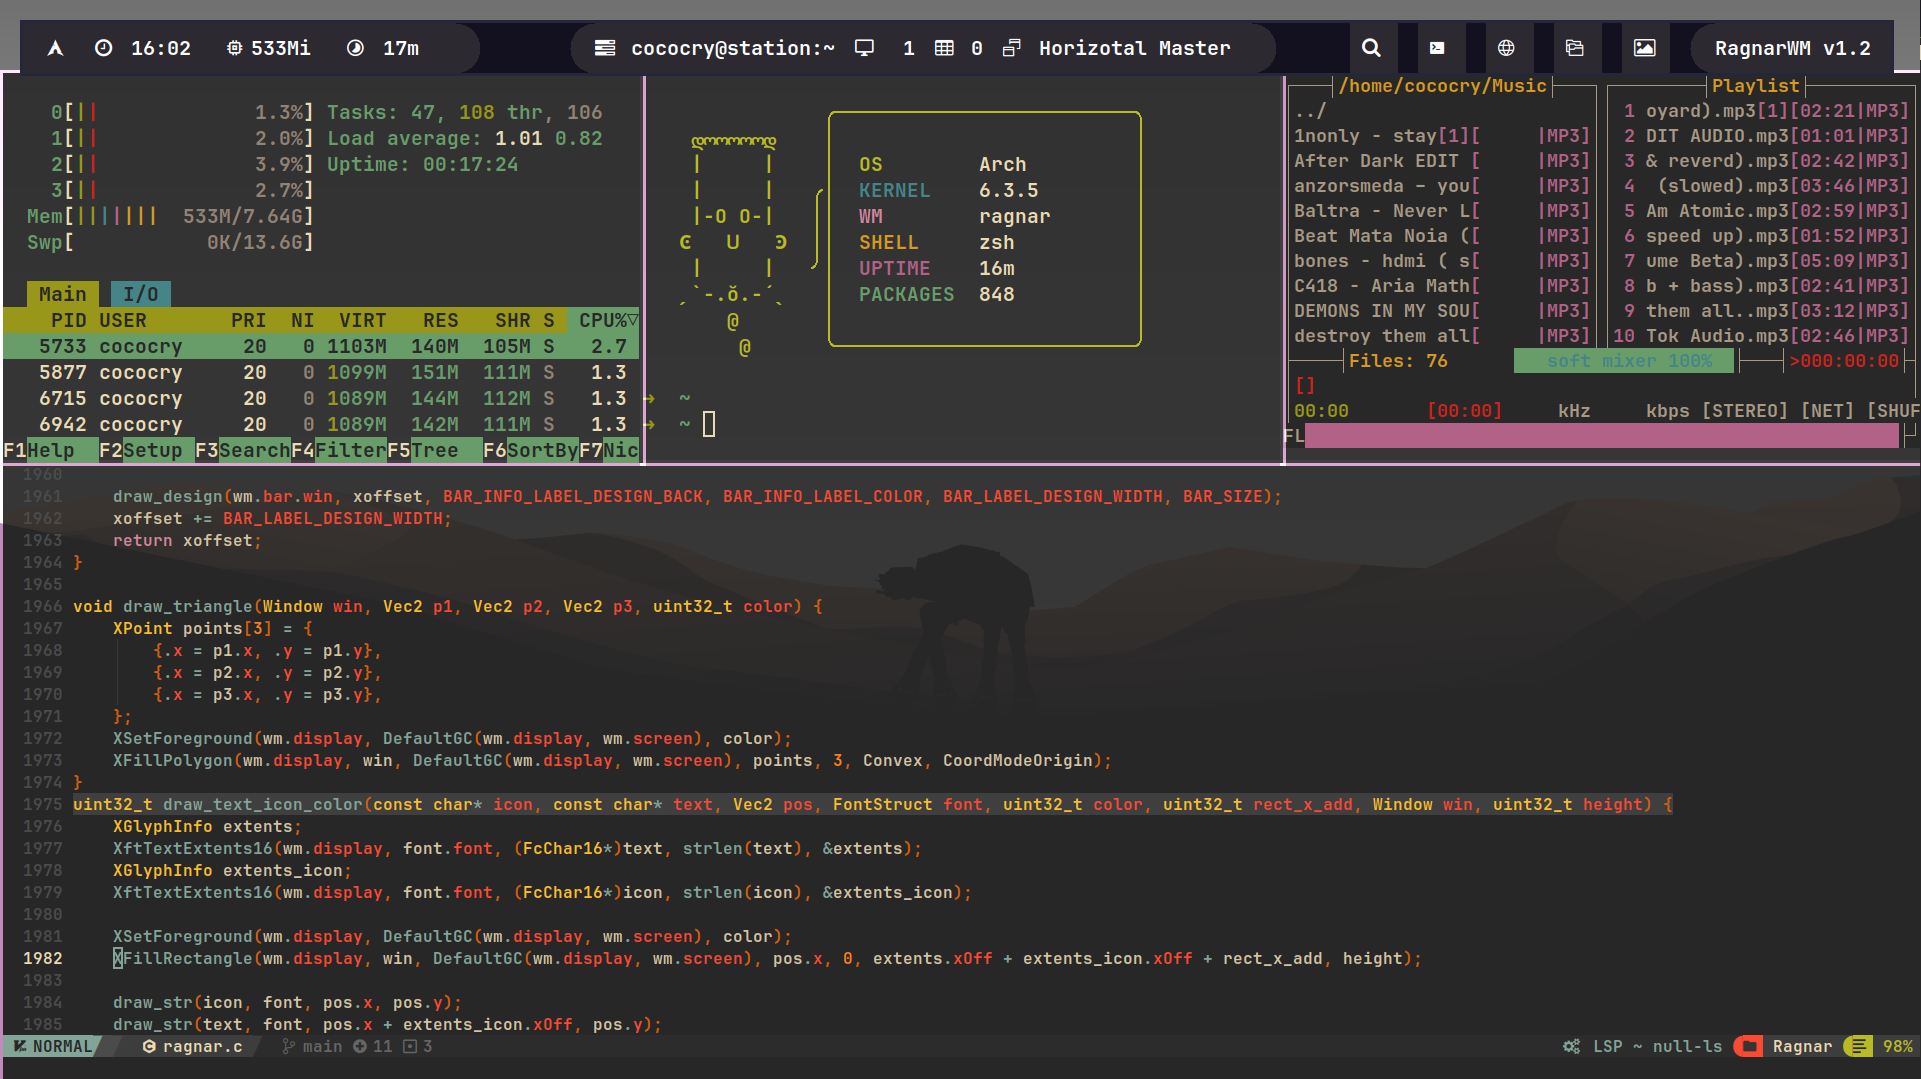 16:02 533Mi 17m cococry@station:~ 1 0 Horizotal Master RagnarWM v1.2
0[|| 1.3%] Tasks: 47, 108 thr, 106
1[|| 2.0%] Load average: 1.01 0.82
2[|| 3.9%] Uptime: 00:17:24
3[|| 2.7%]
Mem[||||||| 533M/7.64G]
Swp[ 0K/13.6G]
Main I/O
PID USER PRI NI VIRT RES SHR S CPU%▽
5733 cococry 20 0 1103M 140M 105M S 2.7
5877 cococry 20 0 1099M 151M 111M S 1.3
6715 cococry 20 0 1089M 144M 112M S 1.3
6942 cococry 20 0 1089M 142M 111M S 1.3
F1Help F2Setup F3SearchF4FilterF5Tree F6SortByF7Nic
OS Arch
KERNEL 6.3.5
WM ragnar
SHELL zsh
UPTIME 16m
PACKAGES 848
→ ~
→ ~
/home/cococry/Music
../
1nonly - stay[1][ |MP3]
After Dark EDIT [ |MP3]
anzorsmeda – you[ |MP3]
Baltra - Never L[ |MP3]
Beat Mata Noia ([ |MP3]
bones - hdmi ( s[ |MP3]
C418 - Aria Math[ |MP3]
DEMONS IN MY SOU[ |MP3]
destroy them all[ |MP3]
Playlist
1 oyard).mp3[1][02:21|MP3]
2 DIT AUDIO.mp3[01:01|MP3]
3 & reverd).mp3[02:42|MP3]
4 (slowed).mp3[03:46|MP3]
5 Am Atomic.mp3[02:59|MP3]
6 speed up).mp3[01:52|MP3]
7 ume Beta).mp3[05:09|MP3]
8 b + bass).mp3[02:41|MP3]
9 them all..mp3[03:12|MP3]
10 Tok Audio.mp3[02:46|MP3]
Files: 76 soft mixer 100% >000:00:00
[]
00:00 [00:00] kHz kbps [STEREO] [NET] [SHUF
FL
1960
1961 draw_design(wm.bar.win, xoffset, BAR_INFO_LABEL_DESIGN_BACK, BAR_INFO_LABEL_COLOR, BAR_LABEL_DESIGN_WIDTH, BAR_SIZE);
1962 xoffset += BAR_LABEL_DESIGN_WIDTH;
1963 return xoffset;
1964 }
1965
1966 void draw_triangle(Window win, Vec2 p1, Vec2 p2, Vec2 p3, uint32_t color) {
1967 XPoint points[3] = {
1968 {.x = p1.x, .y = p1.y},
1969 {.x = p2.x, .y = p2.y},
1970 {.x = p3.x, .y = p3.y},
1971 };
1972 XSetForeground(wm.display, DefaultGC(wm.display, wm.screen), color);
1973 XFillPolygon(wm.display, win, DefaultGC(wm.display, wm.screen), points, 3, Convex, CoordModeOrigin);
1974 }
1975 uint32_t draw_text_icon_color(const char* icon, const char* text, Vec2 pos, FontStruct font, uint32_t color, uint32_t rect_x_add, Window win, uint32_t height) {
1976 XGlyphInfo extents;
1977 XftTextExtents16(wm.display, font.font, (FcChar16*)text, strlen(text), &extents);
1978 XGlyphInfo extents_icon;
1979 XftTextExtents16(wm.display, font.font, (FcChar16*)icon, strlen(icon), &extents_icon);
1980
1981 XSetForeground(wm.display, DefaultGC(wm.display, wm.screen), color);
1982 XFillRectangle(wm.display, win, DefaultGC(wm.display, wm.screen), pos.x, 0, extents.xOff + extents_icon.xOff + rect_x_add, height);
1983
1984 draw_str(icon, font, pos.x, pos.y);
1985 draw_str(text, font, pos.x + extents_icon.xOff, pos.y);
NORMAL ragnar.c main 11 3 LSP ~ null-ls Ragnar 98%